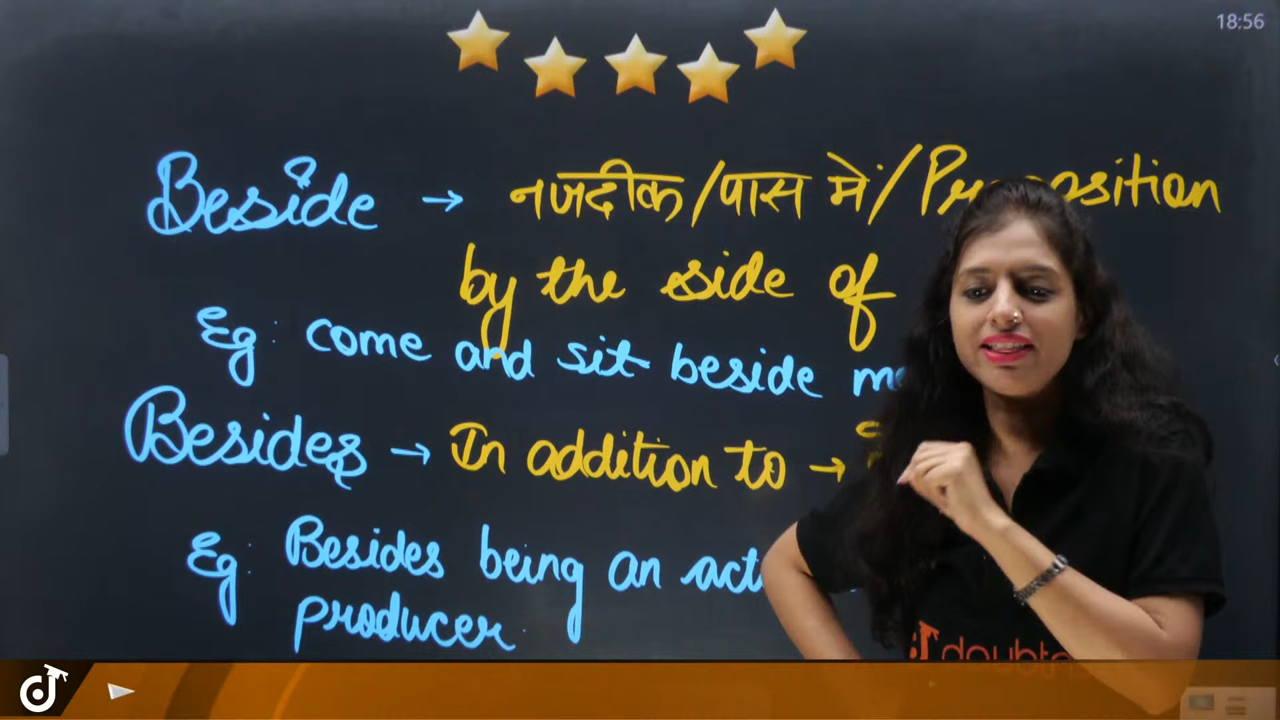 18:56
Beside → नजदीक/पास में/
by the side of
Eg: come and sit beside
Besides → In addition to →
Eg: Besides being an
producer